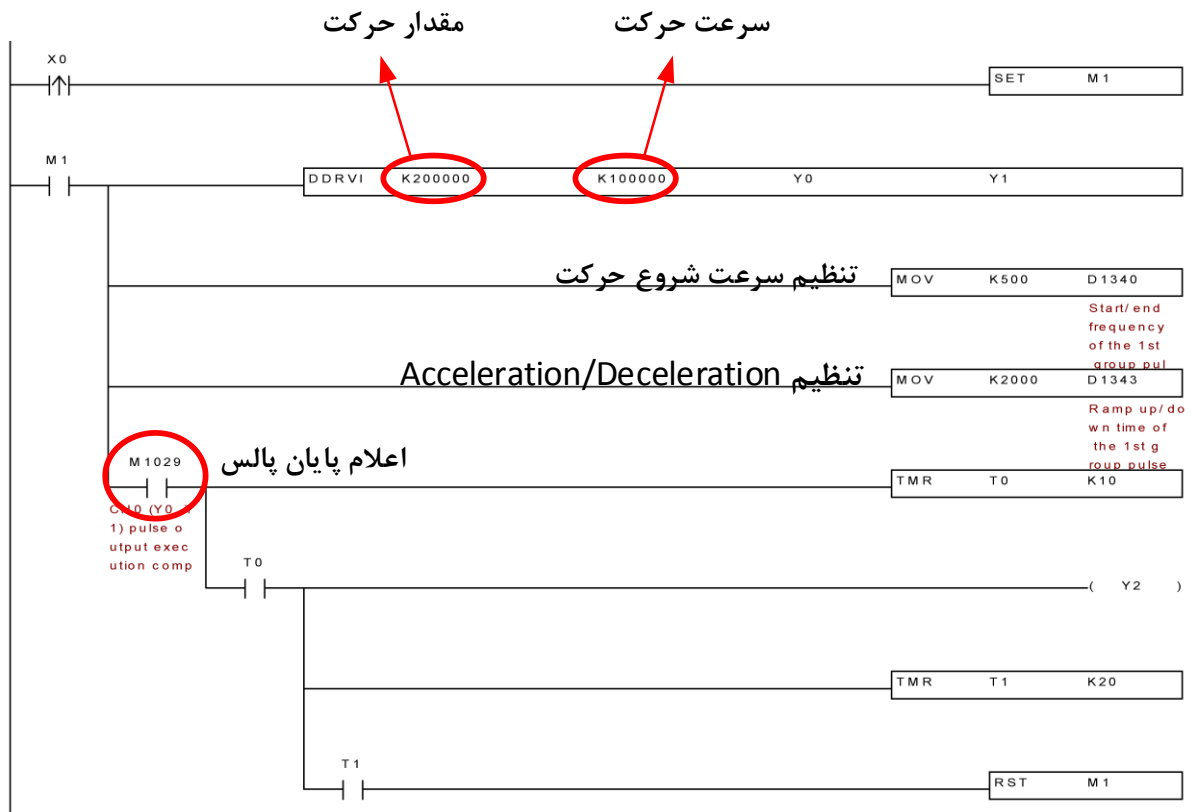 مقدار حرکت
سرعت حرکت
X0
SET M1
M1
DDRVI K200000 K100000 Y0 Y1
تنظیم سرعت شروع حرکت
MOV K500 D1340
Start/end
frequency
of the 1st
group pul
تنظیم Acceleration/Deceleration
MOV K2000 D1343
Ramp up/do
wn time of
the 1st g
roup pulse
M1029
اعلام پایان پالس
TMR T0 K10
(Y0
1) pulse o
utput exec
ution comp
T0
( Y2 )
TMR T1 K20
T1
RST M1